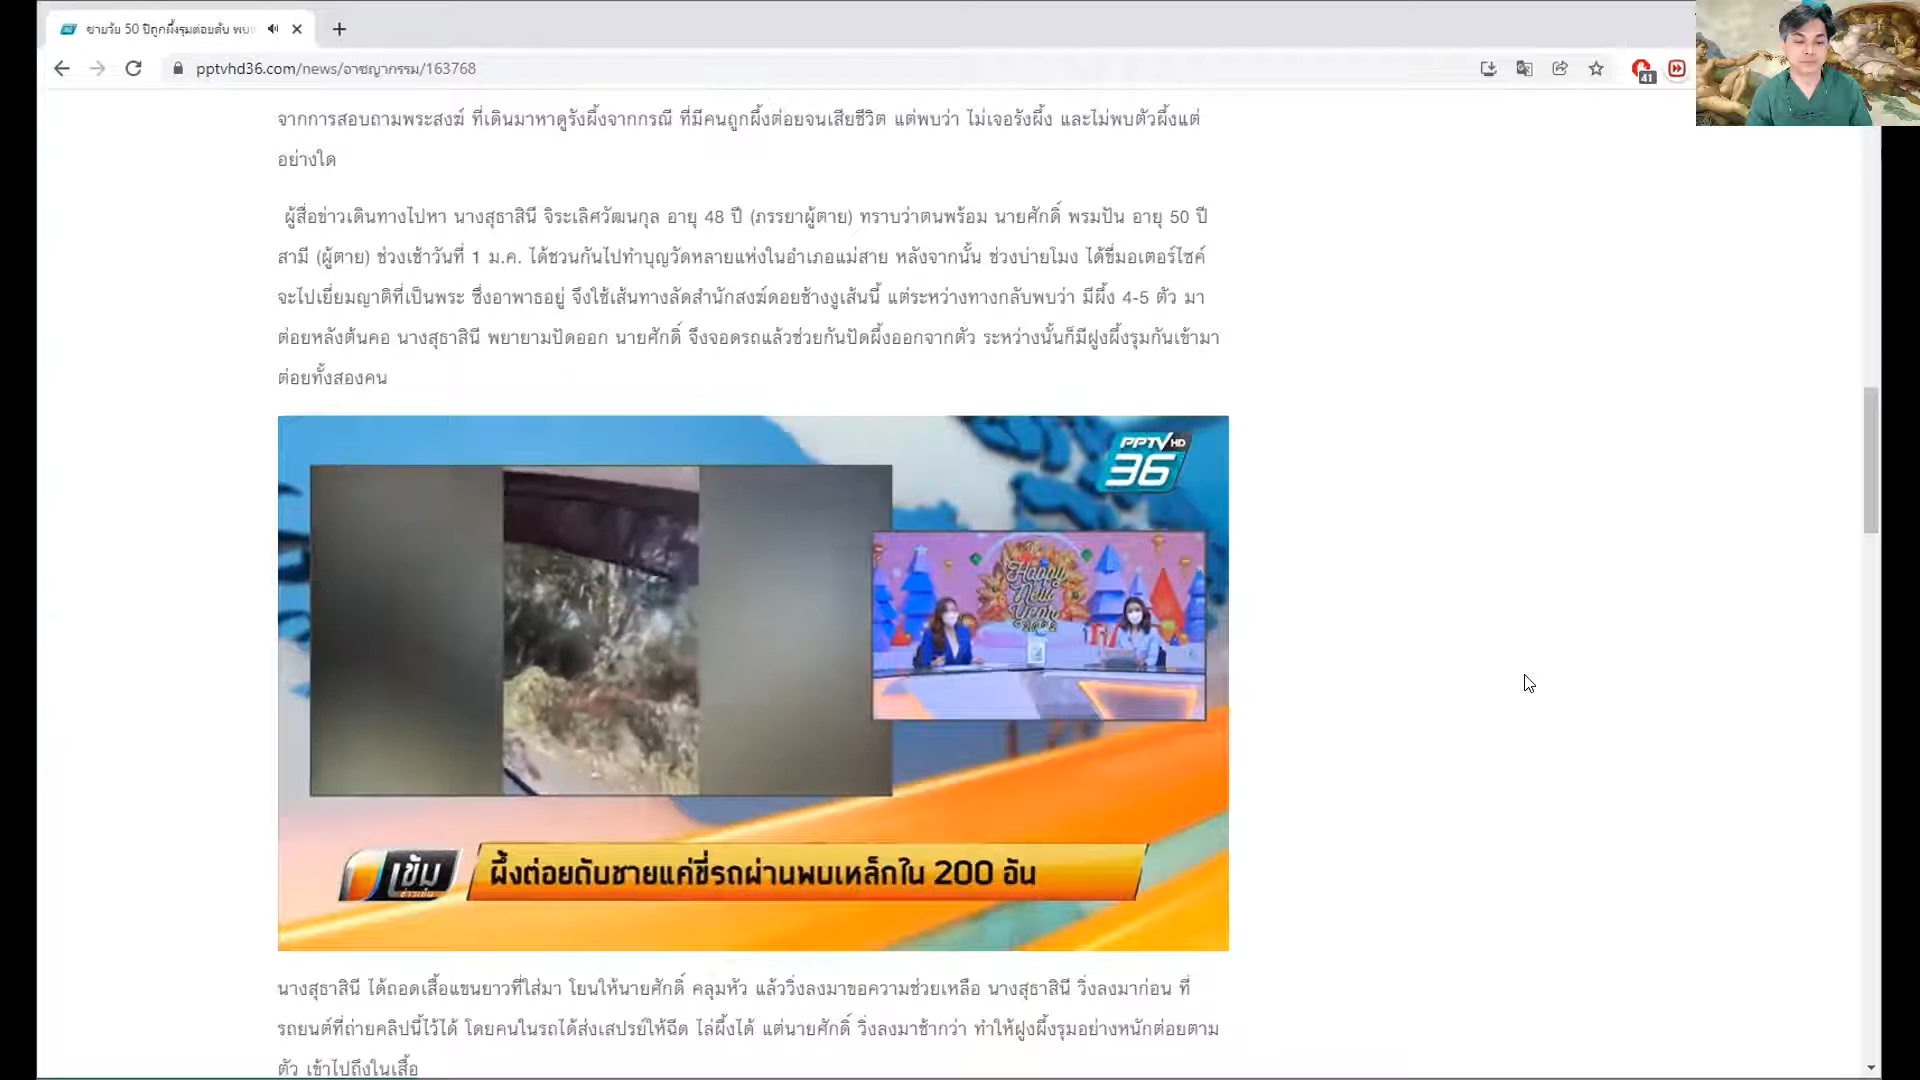 ชายวัย 50 ปีถูกผึ้งรุมต่อยดับ พบเ
pptvhd36.com/news/อาชญากรรม/163768
41
จากการสอบถามพระสงฆ์ ที่เดินมาหาดูรังผึ้งจากกรณี ที่มีคนถูกผึ้งต่อยจนเสียชีวิต แต่พบว่า ไม่เจอรังผึ้ง และไม่พบตัวผึ้งแต่
อย่างใด
ผู้สื่อข่าวเดินทางไปหา นางสุธาสินี จิระเลิศวัฒนกุล อายุ 48 ปี (ภรรยาผู้ตาย) ทราบว่าตนพร้อม นายศักดิ์ พรมปัน อายุ 50 ปี
สามี (ผู้ตาย) ช่วงเช้าวันที่ 1 ม.ค. ได้ชวนกันไปทำบุญวัดหลายแห่งในอำเภอแม่สาย หลังจากนั้น ช่วงบ่ายโมง ได้ขี่มอเตอร์ไซค์
จะไปเยี่ยมญาติที่เป็นพระ ซึ่งอาพาธอยู่ จึงใช้เส้นทางลัดสำนักสงฆ์ดอยช้างงูเส้นนี้ แต่ระหว่างทางกลับพบว่า มีผึ้ง 4-5 ตัว มา
ต่อยหลังต้นคอ นางสุธาสินี พยายามปัดออก นายศักดิ์ จึงจอดรถแล้วช่วยกันปัดผึ้งออกจากตัว ระหว่างนั้นก็มีฝูงผึ้งรุมกันเข้ามา
ต่อยทั้งสองคน
PPTV HD
36
Happy
New
Year
2022
เข้ม
ข่าวเย็น
ผึ้งต่อยดับชายแค่ขี่รถผ่านพบเหล็กใน 200 อัน
นางสุธาสินี ได้ถอดเสื้อแขนยาวที่ใส่มา โยนให้นายศักดิ์ คลุมหัว แล้ววิ่งลงมาขอความช่วยเหลือ นางสุธาสินี วิ่งลงมาก่อน ที่
รถยนต์ที่ถ่ายคลิปนี้ไว้ได้ โดยคนในรถได้ส่งเสปรย์ให้ฉีด ไล่ผึ้งได้ แต่นายศักดิ์ วิ่งลงมาช้ากว่า ทำให้ฝูงผึ้งรุมอย่างหนักต่อยตาม
ตัว เข้าไปถึงในเสื้อ